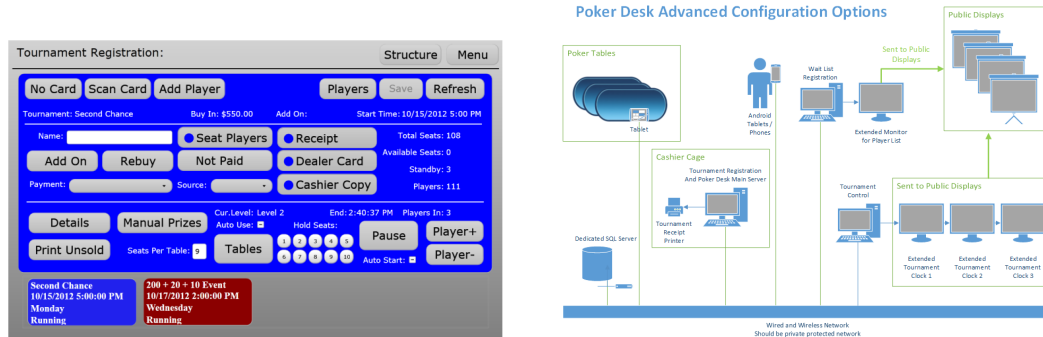 Tournament Registration:
Structure
Menu
No Card
Scan Card
Add Player
Players
Save
Refresh
Tournament: Second Chance
Buy In: $550.00
Add On:
Start Time: 10/15/2012 5:00 PM
Name:
Seat Players
Receipt
Total Seats: 108
Add On
Rebuy
Not Paid
Dealer Card
Available Seats: 0
Standby: 3
Payment:
Source:
Cashier Copy
Players: 111
Details
Manual Prizes
Cur.Level: Level 2
End: 2:40:37 PM
Players In: 3
Auto Use:
Hold Seats:
Pause
Player+
Print Unsold
Seats Per Table: 9
Tables
1 2 3 4 5
6 7 8 9 10
Auto Start:
Player-
Second Chance
10/15/2012 5:00:00 PM
Monday
Running
200 + 20 + 10 Event
10/17/2012 2:00:00 PM
Wednesday
Running
Poker Desk Advanced Configuration Options
Public Displays
Poker Tables
Tablet
Android
Tablets /
Phones
Wait List
Registration
Sent to Public
Displays
Extended Monitor
for Player List
Cashier Cage
Tournament Registration
And Poker Desk Main Server
Tournament
Receipt
Printer
Tournament
Control
Sent to Public Displays
Extended
Tournament
Clock 1
Extended
Tournament
Clock 2
Extended
Tournament
Clock 3
Dedicated SQL Server
Wired and Wireless Network
Should be private protected network